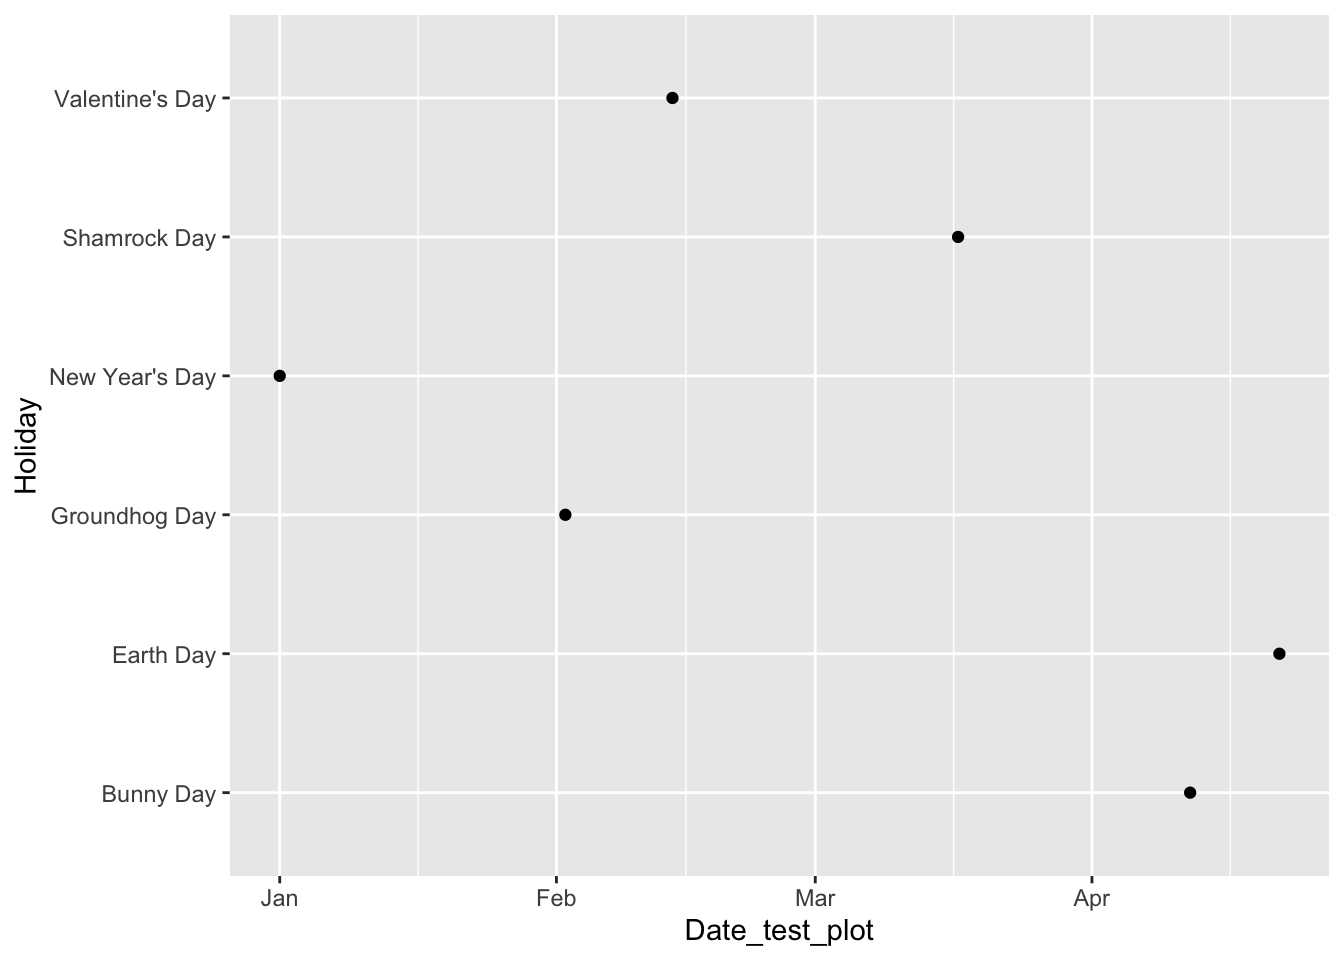 Valentine's Day
Shamrock Day
New Year's Day
Groundhog Day
Earth Day
Bunny Day
Holiday
Jan Feb Mar Apr
Date_test_plot